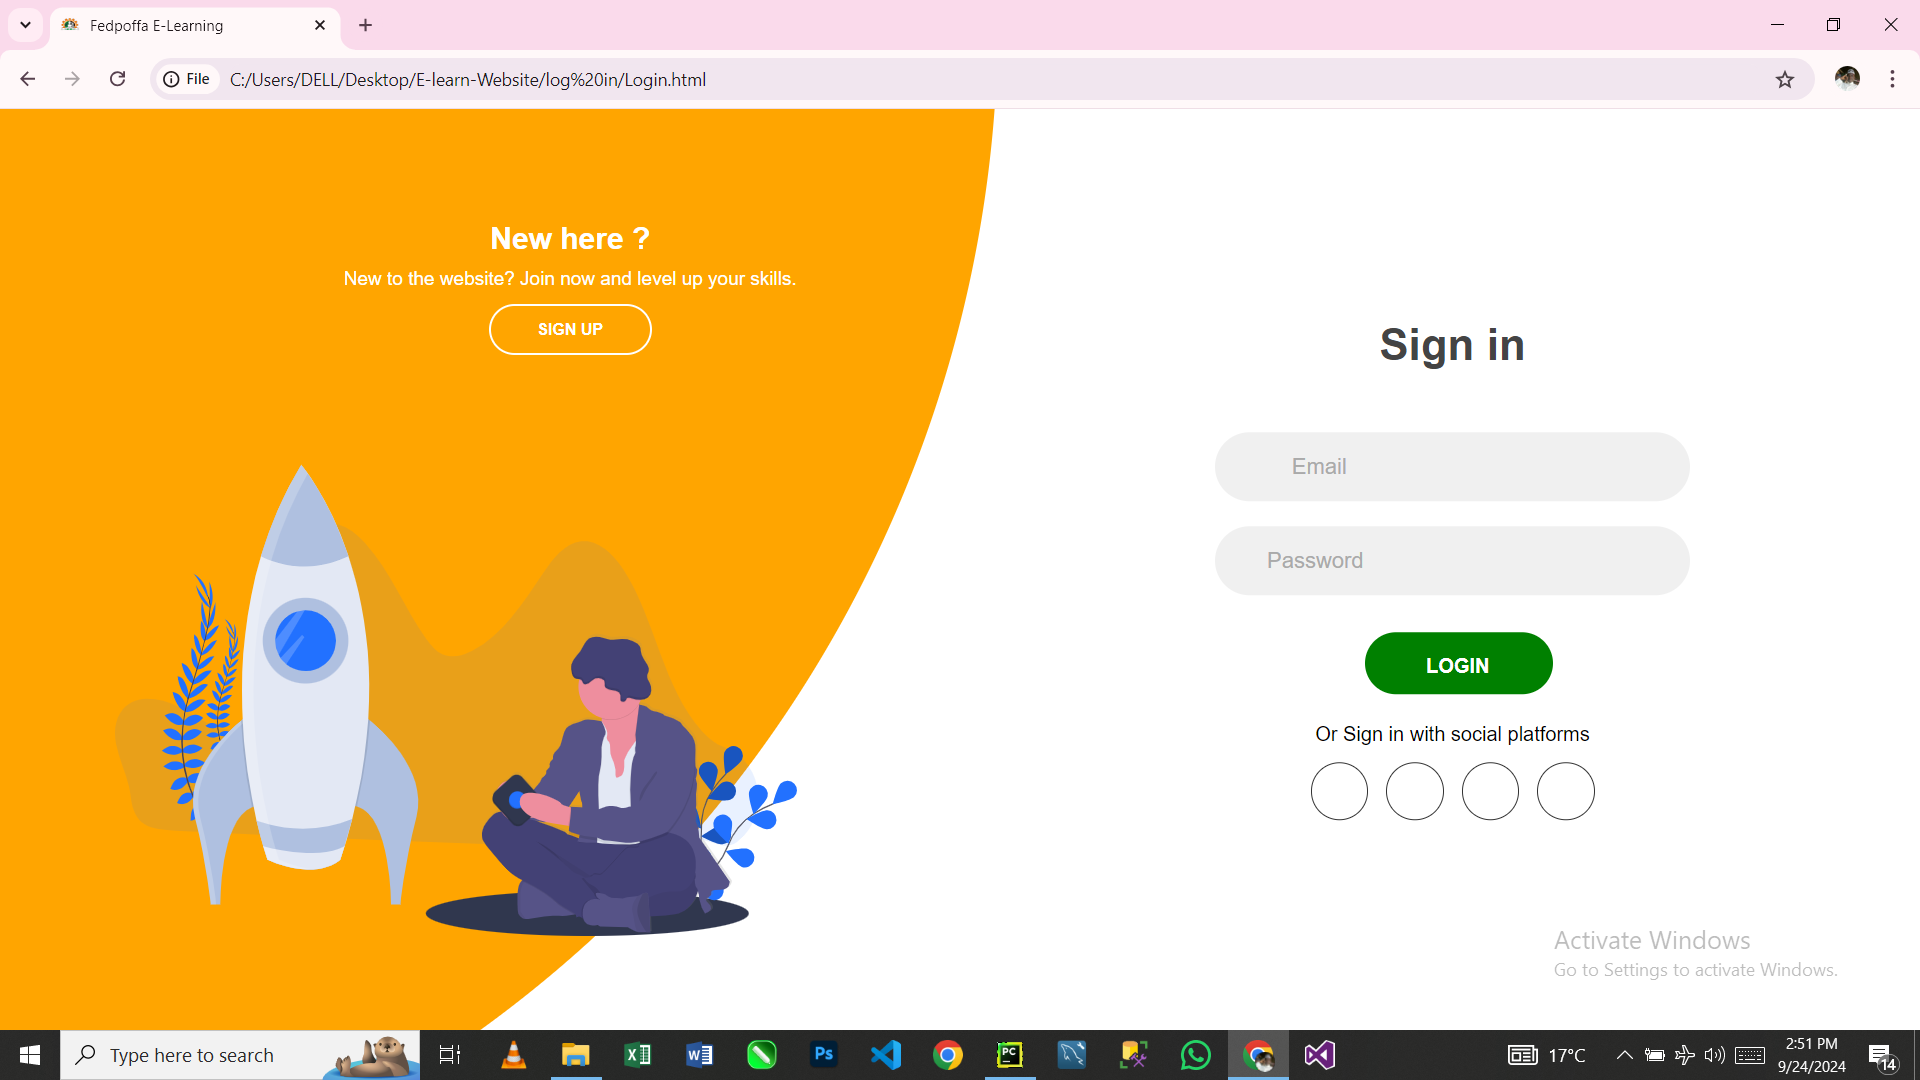 Fedpoffa E-Learning
File
C:/Users/DELL/Desktop/E-learn-Website/log%20in/Login.html
New here ?
New to the website? Join now and level up your skills.
SIGN UP
Sign in
Email
Password
LOGIN
Or Sign in with social platforms
Activate Windows
Go to Settings to activate Windows.
Type here to search
Ps
PC
17°C
2:51 PM
9/24/2024
14